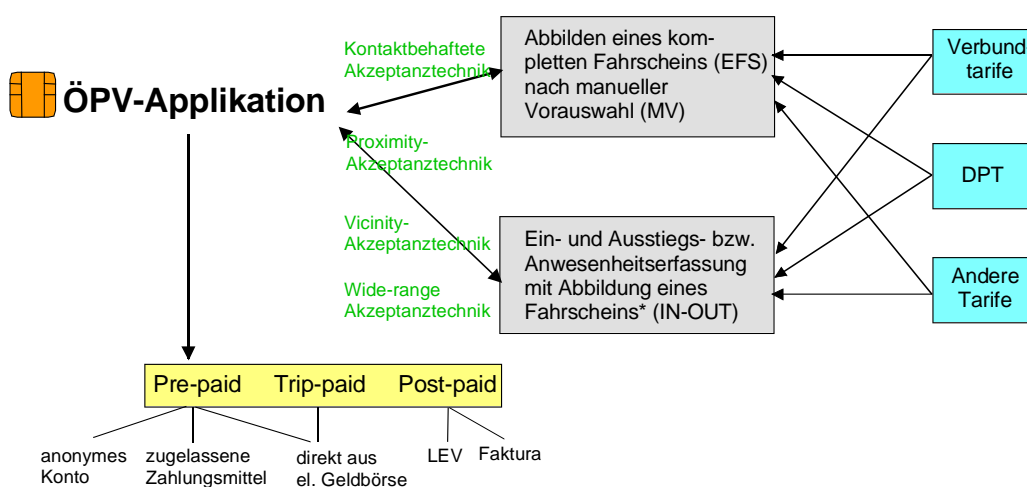 ÖPV-Applikation
Kontaktbehaftete
Akzeptanztechnik
Proximity-
Akzeptanztechnik
Vicinity-
Akzeptanztechnik
Wide-range
Akzeptanztechnik
Abbilden eines kom-
pletten Fahrscheins (EFS)
nach manueller
Vorauswahl (MV)
Ein- und Ausstiegs- bzw.
Anwesenheitserfassung
mit Abbildung eines
Fahrscheins* (IN-OUT)
Verbund
tarife
DPT
Andere
Tarife
Pre-paid Trip-paid Post-paid
anonymes
Konto
zugelassene
Zahlungsmittel
direkt aus
el. Geldbörse
LEV
Faktura